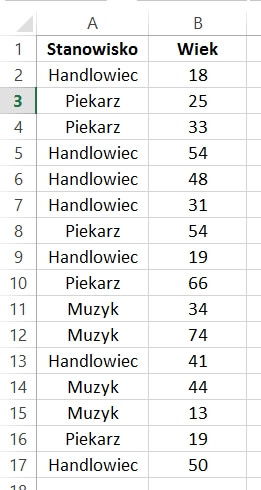 A B
1 Stanowisko Wiek
2 Handlowiec 18
3 Piekarz 25
4 Piekarz 33
5 Handlowiec 54
6 Handlowiec 48
7 Handlowiec 31
8 Piekarz 54
9 Handlowiec 19
10 Piekarz 66
11 Muzyk 34
12 Muzyk 74
13 Handlowiec 41
14 Muzyk 44
15 Muzyk 13
16 Piekarz 19
17 Handlowiec 50